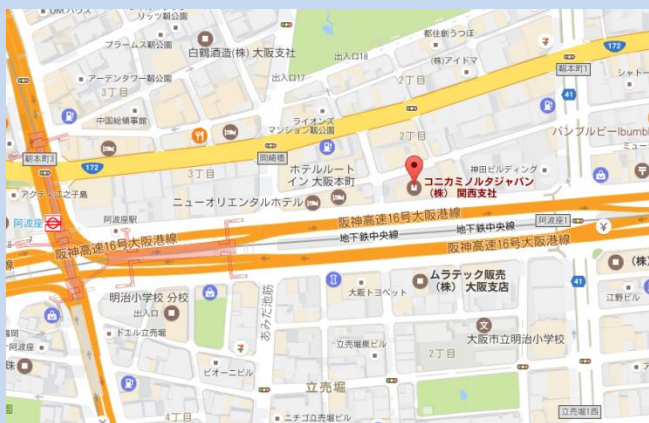 リッツ靭公園
ブラームス靭公園
白鶴酒造(株) 大阪支社
出入口18
都住創うつぼ
(株)アイドマ
172
靭本町1
アーデンタワー靭公園
3丁目
出入口17
2丁目
シャトー
中国総領事館
ライオンズ
マンション靭公園
41
2丁目
バンブルビー(bumbl
靭本町3
172
岡崎橋
ミュー
3丁目
ホテルルート
イン 大阪本町
コニカミノルタジャパン
(株) 関西支社
神田ビルディング
アクティ江之子島
ニューオリエンタルホテル
阿波座
阿波座駅
阪神高速16号大阪港線
阿波座1
地下鉄中央線
地下鉄中央線
阪神高速16号大阪港線
阪神高速16号大阪港線
明治小学校 分校
出入口
あみだ池筋
大阪トヨペット
ムラテック販売
(株) 大阪支店
41
(株)
江野ビル
ドエル立売堀
立売堀泉ビル
大阪市立明治小学校
阿波座
2丁目
ビオーニビル
立売堀
4丁目
ニチゴ立売堀ビル
立売堀1西